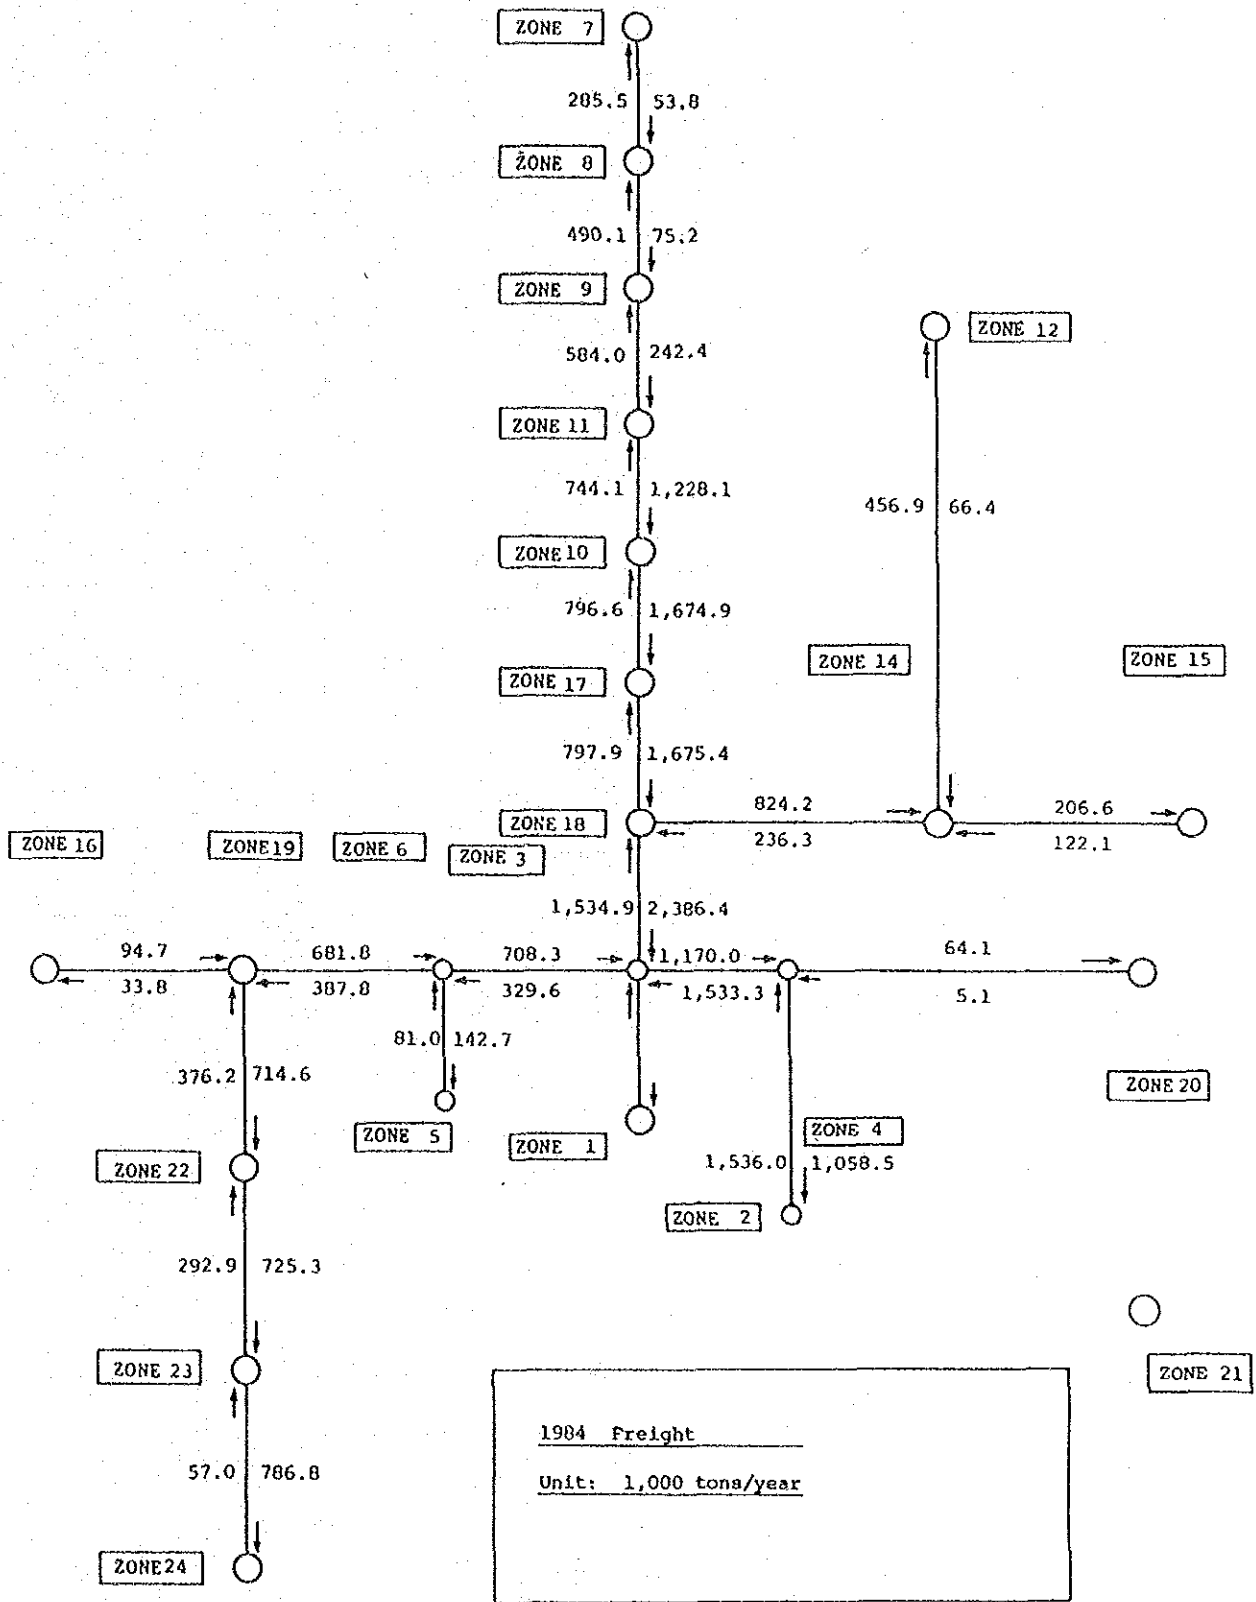 ZONE 7
285.5 53.8
ZONE 8
490.1 75.2
ZONE 9
584.0 242.4
ZONE 12
ZONE 11
744.1 1,228.1
456.9 66.4
ZONE 10
796.6 1,674.9
ZONE 14
ZONE 15
ZONE 17
797.9 1,675.4
824.2
206.6
ZONE 18
236.3
122.1
ZONE 16
ZONE 19
ZONE 6
ZONE 3
1,534.9 2,386.4
94.7
681.8
708.3
1,170.0
64.1
33.8
387.8
329.6
1,533.3
5.1
81.0 142.7
376.2 714.6
ZONE 20
ZONE 5
ZONE 1
ZONE 4
ZONE 22
1,536.0 1,058.5
ZONE 2
292.9 725.3
ZONE 23
ZONE 21
1984 Freight
57.0 786.8
Unit: 1,000 tons/year
ZONE 24